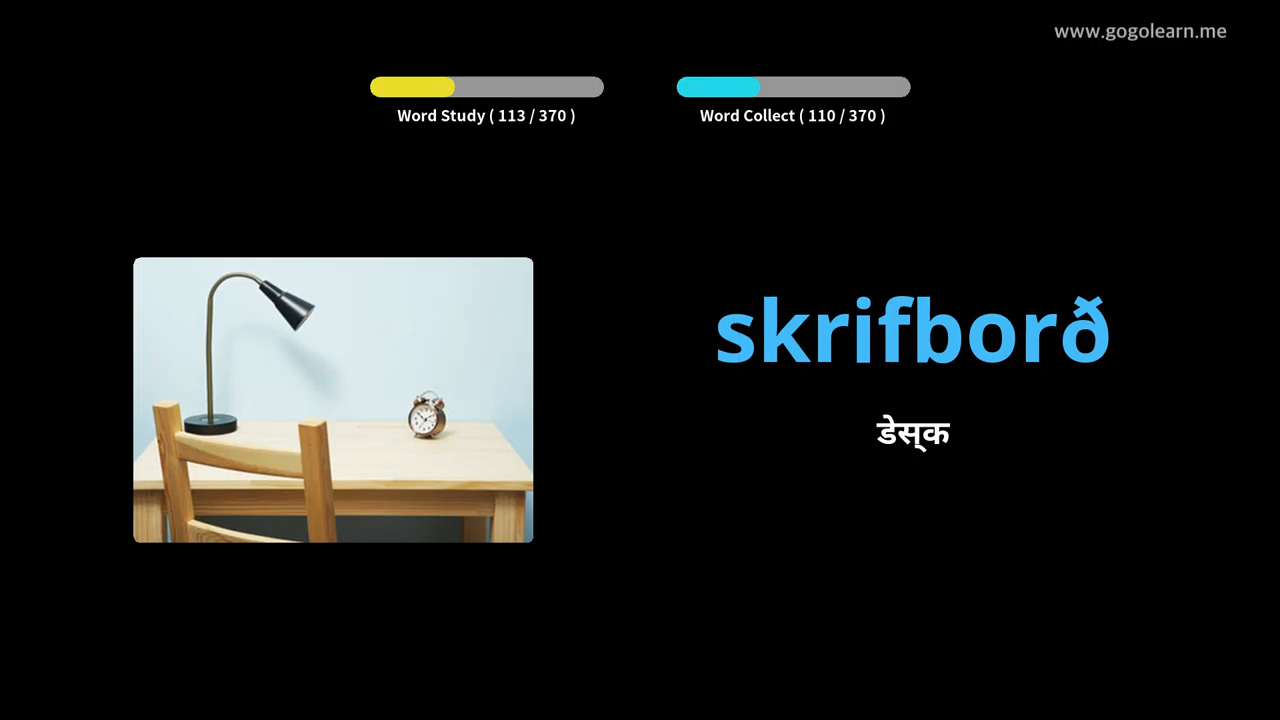 www.gogolearn.me
Word Study ( 113 / 370 )
Word Collect ( 110 / 370 )
skrifborð
डेस्‌क